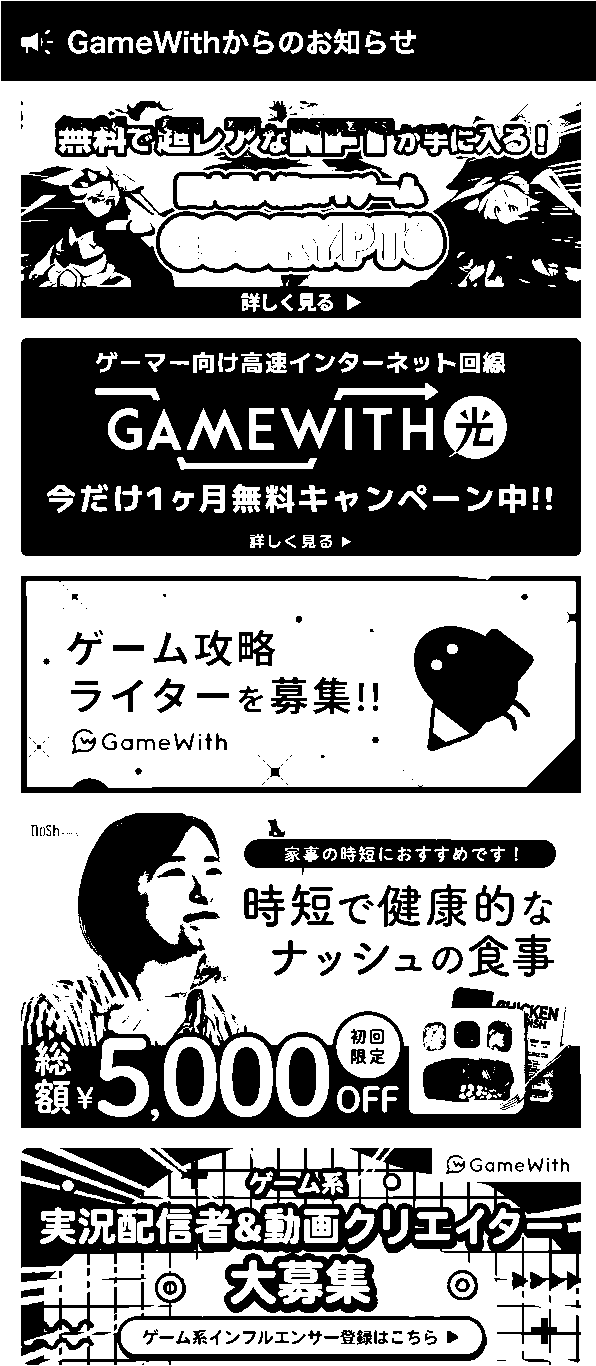 GameWithからのお知らせ
無料で超レアなNFTが手に入る！
詳しく見る ▶
ゲーマー向け高速インターネット回線
GAMEWITH光
今だけ1ヶ月無料キャンペーン中!!
詳しく見る ▶
ゲーム攻略
ライターを募集!!
GameWith
nosh
家事の時短におすすめです！
時短で健康的な
ナッシュの食事
初回
限定
総額¥5,000OFF
CHICKEN
GameWith
ゲーム系
実況配信者&動画クリエイター
大募集
ゲーム系インフルエンサー登録はこちら ▶